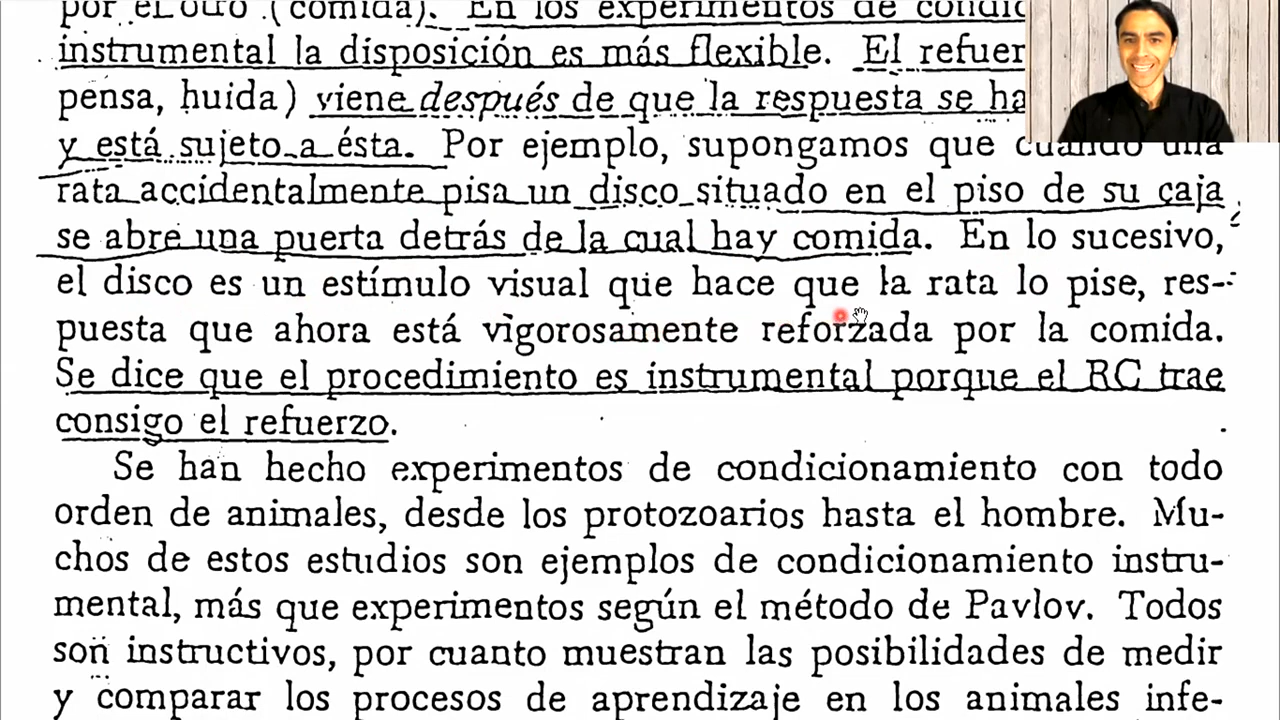 por el otro (comida). En los experimentos de condic
instrumental la disposición es más flexible. El refuer
pensa, huida) viene después de que la respuesta se ha
y está sujeto a ésta. Por ejemplo, supongamos que cuando una
rata accidentalmente pisa un disco situado en el piso de su caja
se abre una puerta detrás de la cual hay comida. En lo sucesivo,
el disco es un estímulo visual que hace que la rata lo pise, res-
puesta que ahora está vigorosamente reforzada por la comida.
Se dice que el procedimiento es instrumental porque el RC trae
consigo el refuerzo.
Se han hecho experimentos de condicionamiento con todo
orden de animales, desde los protozoarios hasta el hombre. Mu-
chos de estos estudios son ejemplos de condicionamiento instru-
mental, más que experimentos según el método de Pavlov. Todos
son instructivos, por cuanto muestran las posibilidades de medir
y comparar los procesos de aprendizaje en los animales infe-